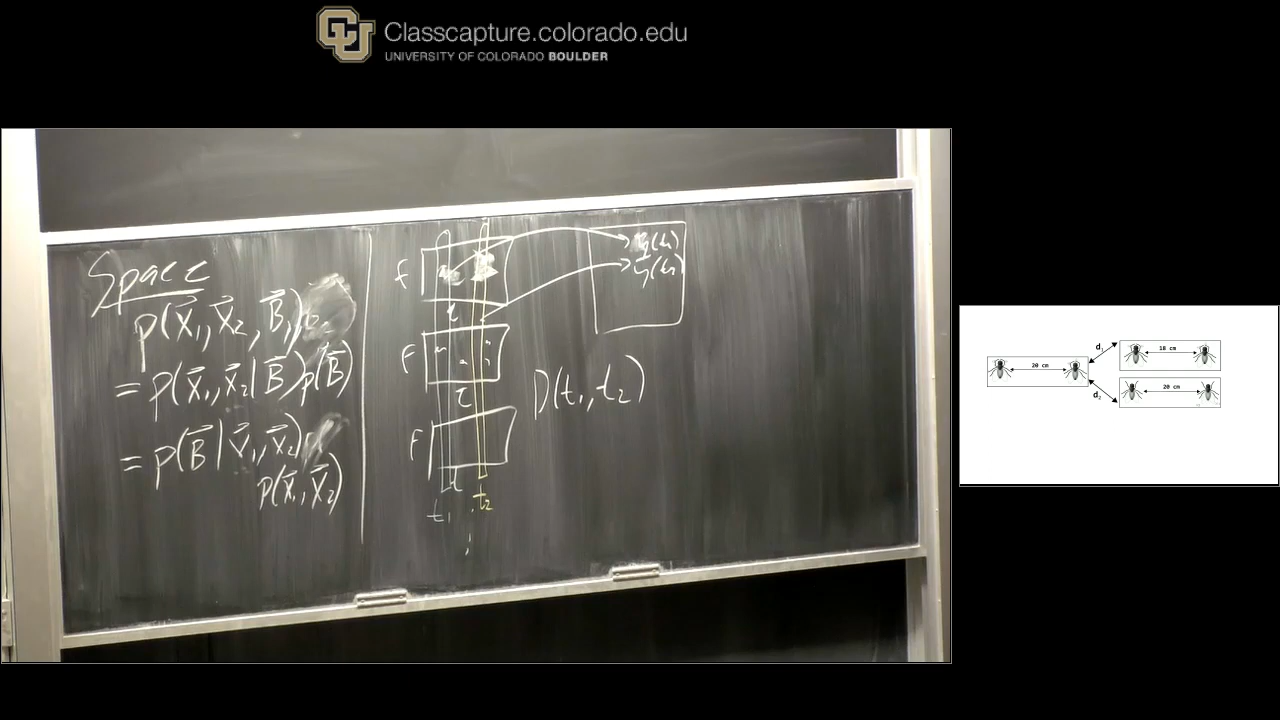 Classcapture.colorado.edu
UNIVERSITY OF COLORADO BOULDER
Space
p(x⃗₁, x⃗₂, B⃗)
= p(x⃗₁, x⃗₂ | B⃗) p(B⃗)
= p(B⃗ | x⃗₁, x⃗₂)
p(x⃗₁, x⃗₂)
f
t
f
t
f
t
t₁
t₂
D(t₁, t₂)
20 cm
d₁
d₂
18 cm
20 cm